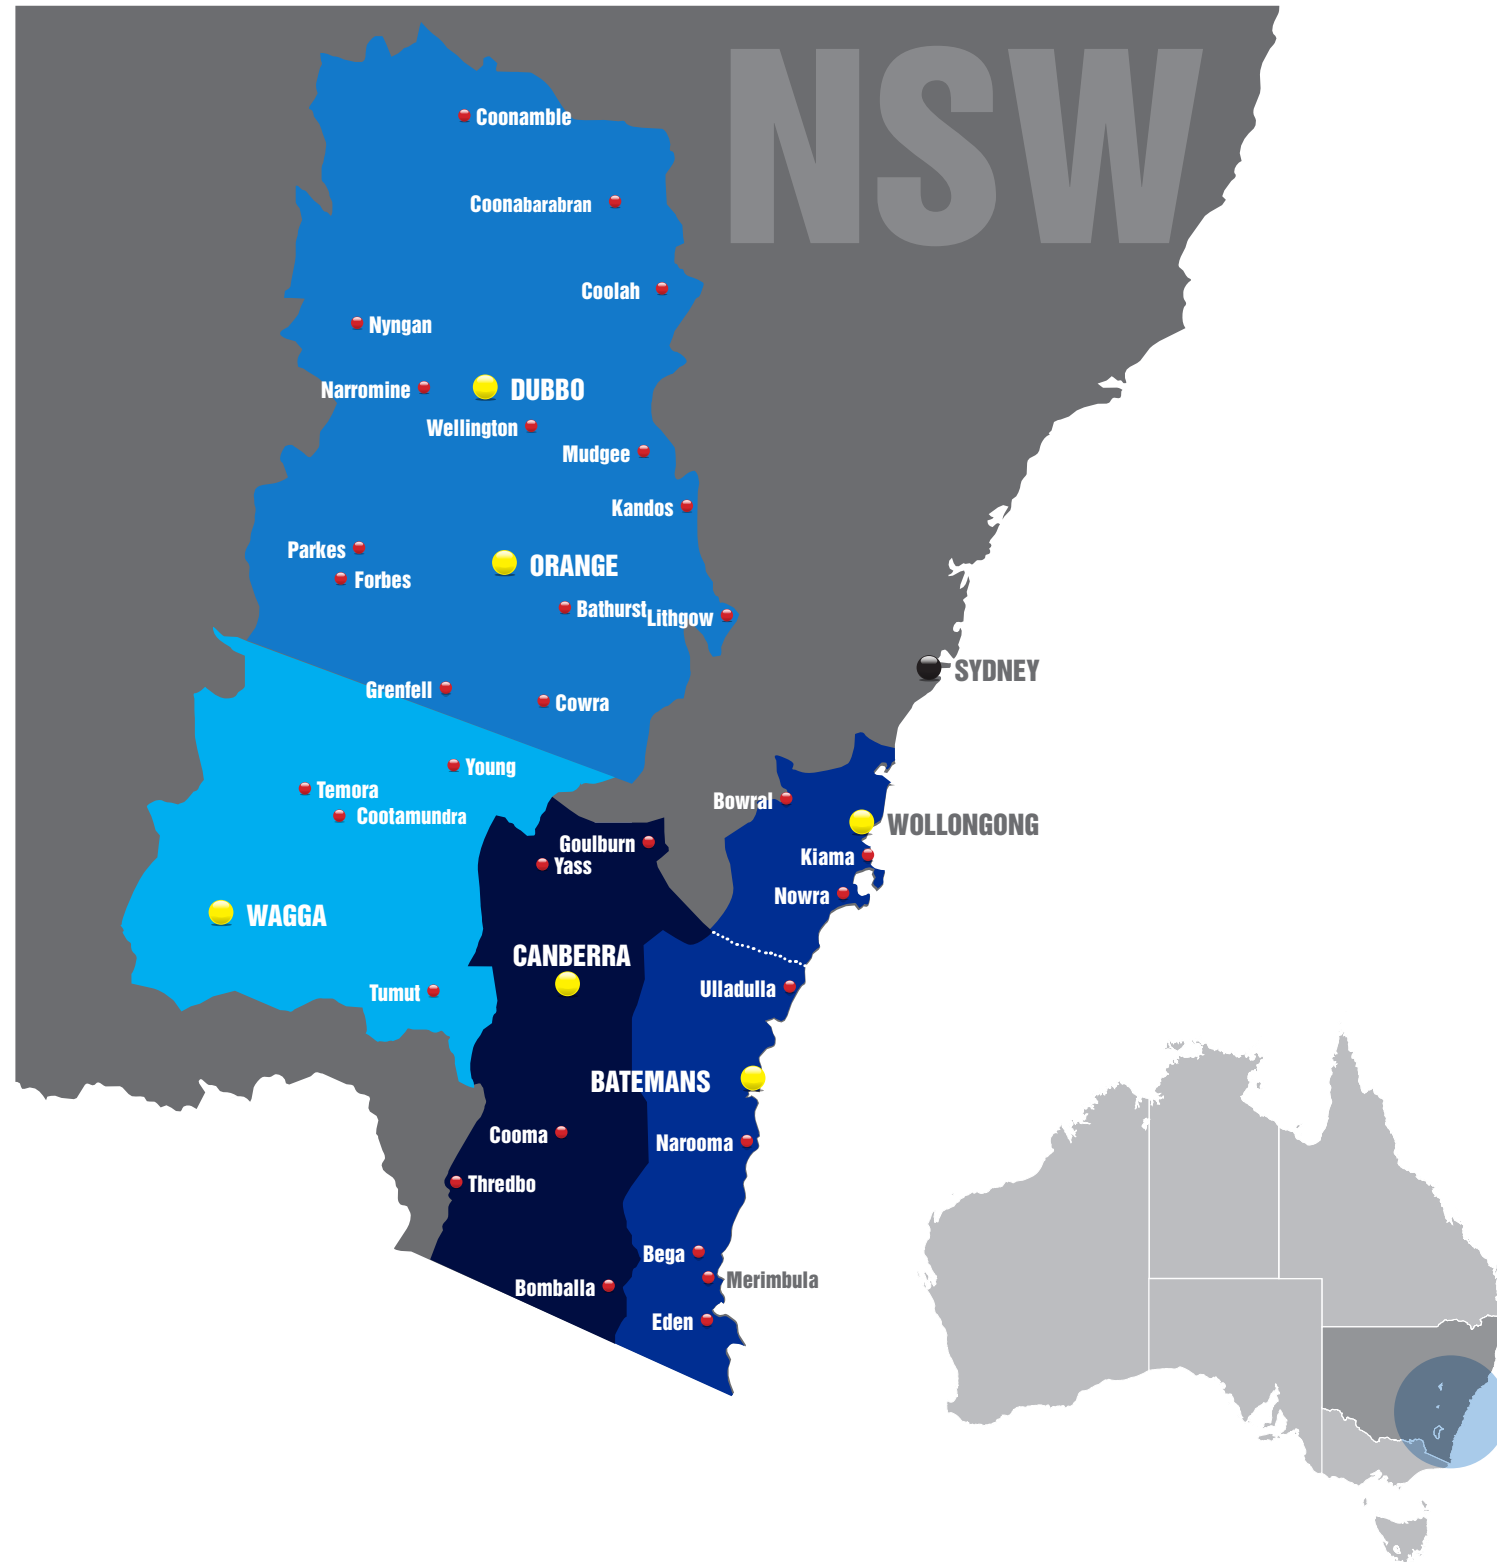 NSW
Coonamble
Coonabarabran
Coolah
Nyngan
Narromine
DUBBO
Wellington
Mudgee
Kandos
Parkes
ORANGE
Forbes
Bathurst
Lithgow
SYDNEY
Grenfell
Cowra
Young
Temora
Bowral
Cootamundra
WOLLONGONG
Goulburn
Kiama
Yass
Nowra
WAGGA
CANBERRA
Ulladulla
Tumut
BATEMANS
Cooma
Narooma
Thredbo
Bega
Merimbula
Bomballa
Eden